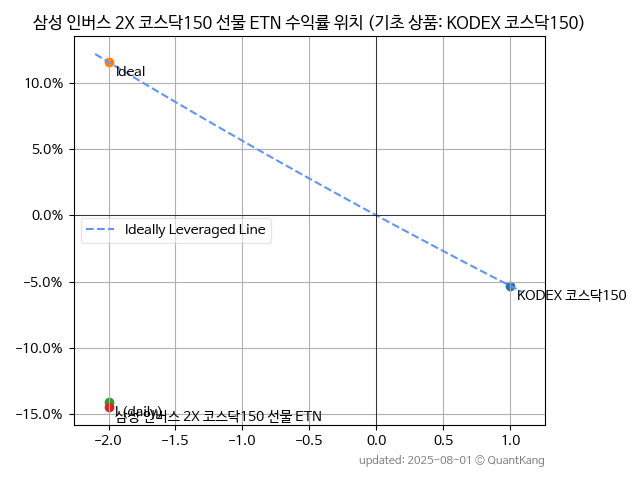 삼성 인버스 2X 코스닥150 선물 ETN 수익률 위치 (기초 상품: KODEX 코스닥150)
10.0%
5.0%
0.0%
−5.0%
−10.0%
−15.0%
Ideal
Ideally Leveraged Line
KODEX 코스닥150
(daily)
삼성 인버스 2X 코스닥150 선물 ETN
−2.0 −1.5 −1.0 −0.5 0.0 0.5 1.0
updated: 2025-08-01 © QuantKang